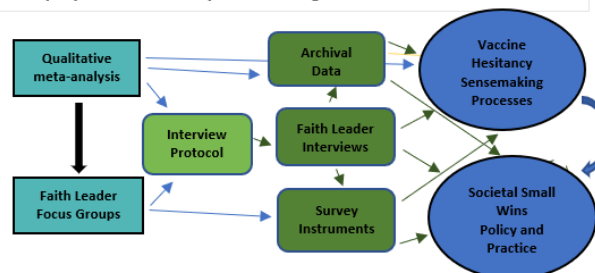 Qualitative
meta-analysis
Archival
Data
Vaccine
Hesitancy
Sensemaking
Processes
Interview
Protocol
Faith Leader
Interviews
Faith Leader
Focus Groups
Survey
Instruments
Societal Small
Wins
Policy and
Practice